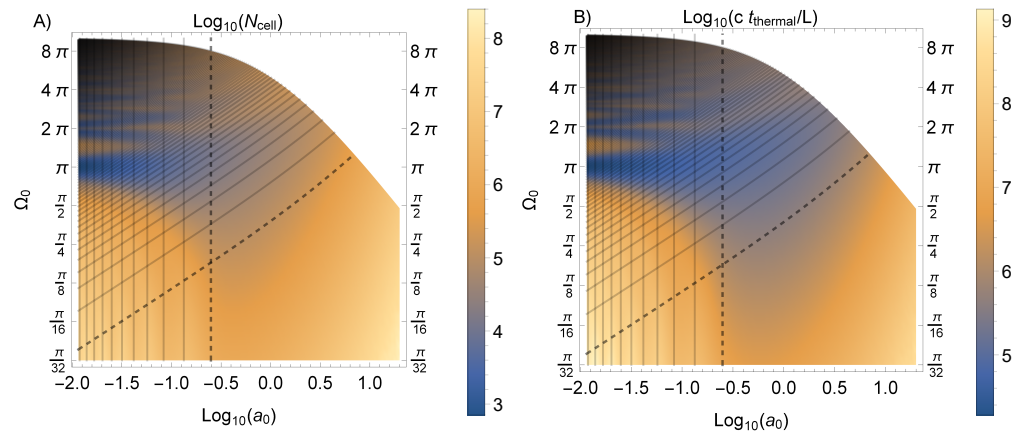 A)
Log₁₀(N_cell)
8 π
4 π
2 π
π
π/2
π/4
π/8
π/16
π/32
Ω₀
8 π
4 π
2 π
π
π/2
π/4
π/8
π/16
π/32
−2.0 −1.5 −1.0 −0.5 0.0 0.5 1.0
Log₁₀(a₀)
8
7
6
5
4
3
B)
Log₁₀(c t_thermal/L)
8 π
4 π
2 π
π
π/2
π/4
π/8
π/16
π/32
Ω₀
8 π
4 π
2 π
π
π/2
π/4
π/8
π/16
π/32
−2.0 −1.5 −1.0 −0.5 0.0 0.5 1.0
Log₁₀(a₀)
9
8
7
6
5